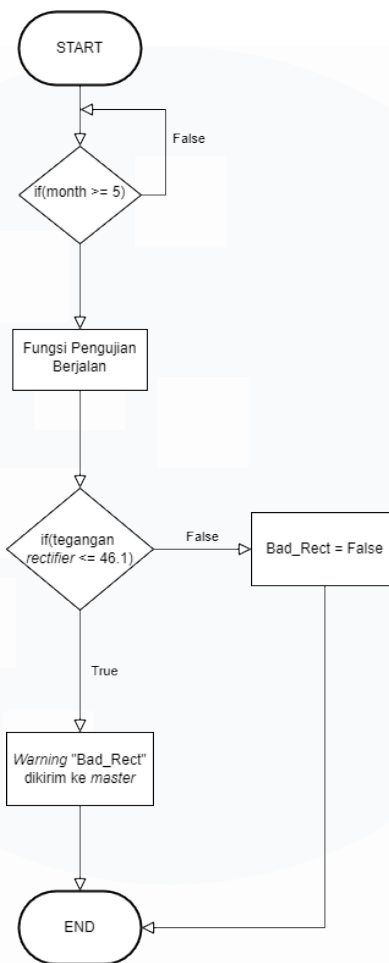 START
False
if(month >= 5)
Fungsi Pengujian
Berjalan
if(tegangan
rectifier <= 46.1)
False
Bad_Rect = False
True
Warning "Bad_Rect"
dikirim ke master
END